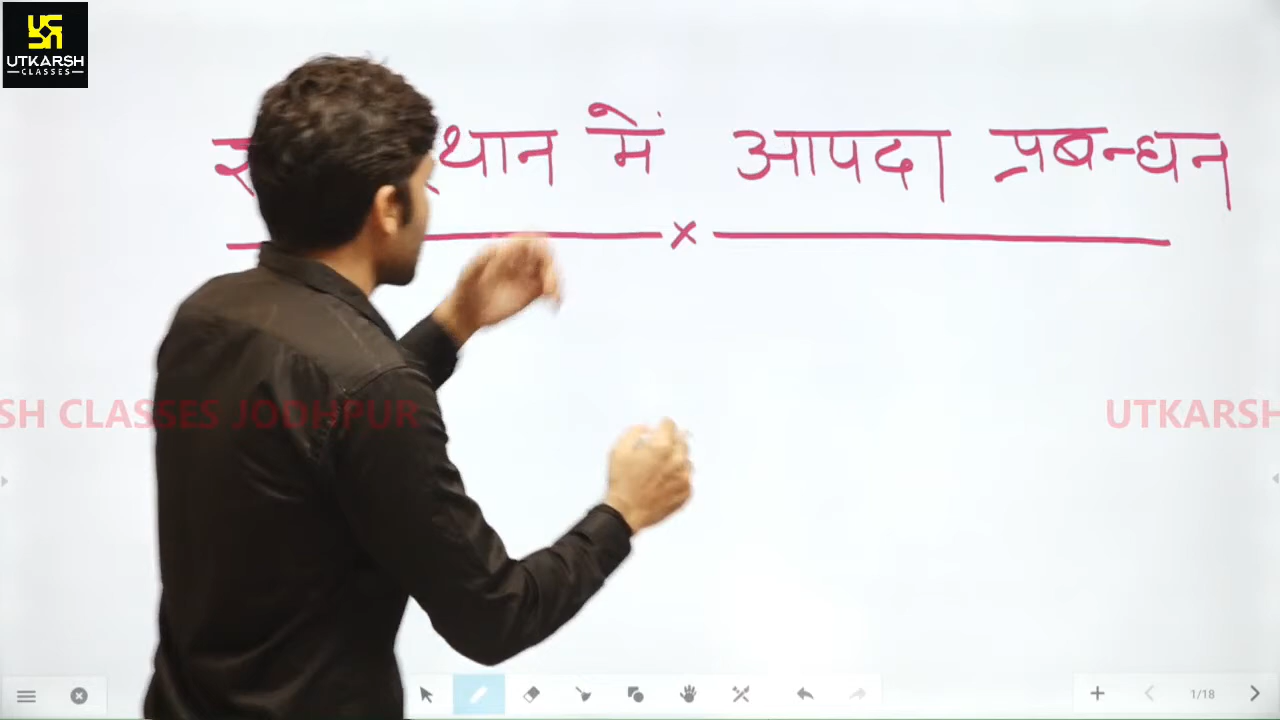 UTKARSH
CLASSES
स्थान में आपदा प्रबन्धन
SH CLASSES JODHPUR
UTKARSH
1/18